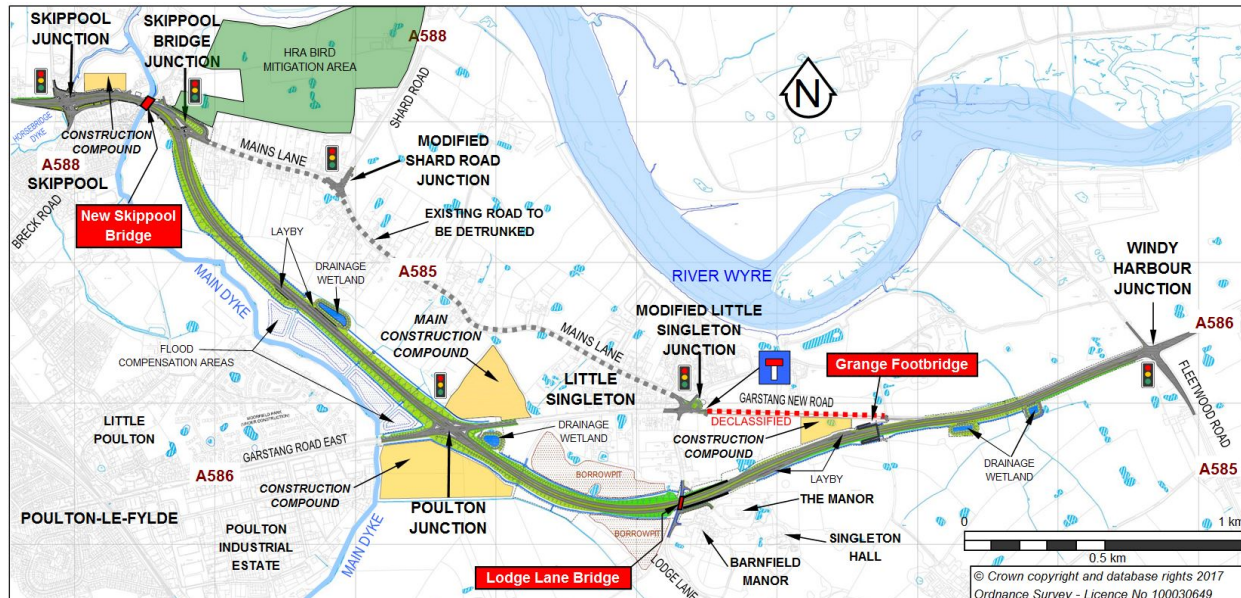 SKIPPOOL
JUNCTION
SKIPPOOL
BRIDGE
JUNCTION
HRA BIRD
MITIGATION AREA
A588
SHARD ROAD
N
HORSEBRIDGE
DYKE
CONSTRUCTION
COMPOUND
MAINS LANE
MODIFIED
SHARD ROAD
JUNCTION
A588
SKIPPOOL
BRECK ROAD
New Skippool
Bridge
EXISTING ROAD TO
BE DETRUNKED
LAYBY
DRAINAGE
WETLAND
A585
RIVER WYRE
WINDY
HARBOUR
JUNCTION
MAIN DYKE
MAIN
CONSTRUCTION
COMPOUND
MAINS LANE
MODIFIED LITTLE
SINGLETON
JUNCTION
A586
FLOOD
COMPENSATION AREAS
LITTLE
SINGLETON
Grange Footbridge
FLEETWOOD ROAD
GARSTANG NEW ROAD
DECLASSIFIED
LITTLE
POULTON
GARSTANG ROAD EAST
DRAINAGE
WETLAND
CONSTRUCTION
COMPOUND
LAYBY
DRAINAGE
WETLAND
A586
A585
CONSTRUCTION
COMPOUND
BORROWPIT
THE MANOR
POULTON-LE-FYLDE
POULTON
INDUSTRIAL
ESTATE
MAIN DYKE
POULTON
JUNCTION
BORROWPIT
SINGLETON
HALL
LODGE LANE
BARNFIELD
MANOR
Lodge Lane Bridge
0
1 km
0.5 km
© Crown copyright and database rights 2017
Ordnance Survey - Licence No 100030649